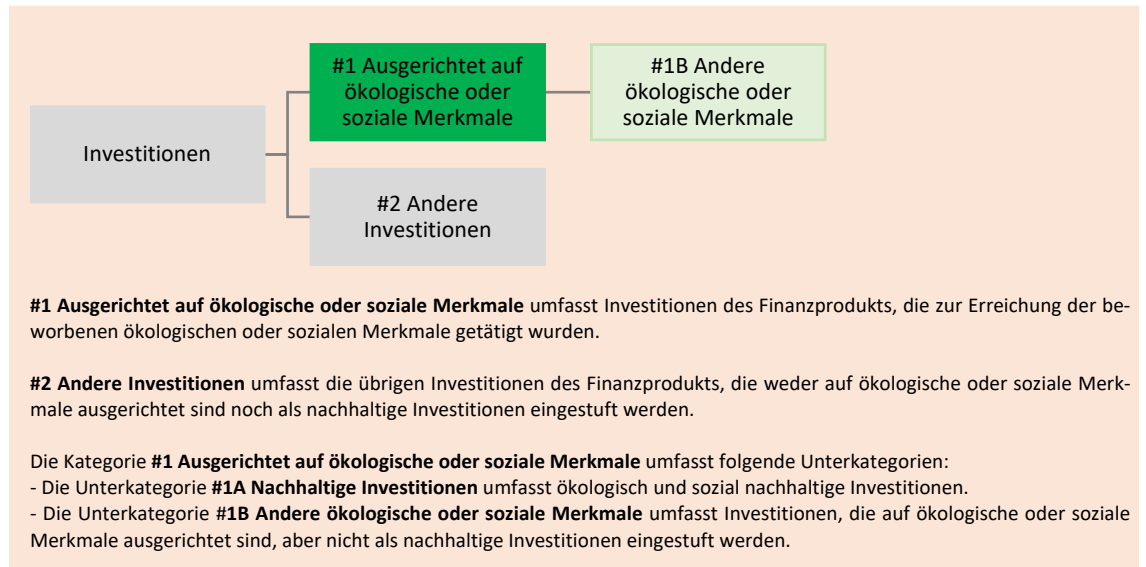 #1 Ausgerichtet auf
ökologische oder
soziale Merkmale
#1B Andere
ökologische oder
soziale Merkmale
Investitionen
#2 Andere
Investitionen
#1 Ausgerichtet auf ökologische oder soziale Merkmale umfasst Investitionen des Finanzprodukts, die zur Erreichung der be-
worbenen ökologischen oder sozialen Merkmale getätigt wurden.
#2 Andere Investitionen umfasst die übrigen Investitionen des Finanzprodukts, die weder auf ökologische oder soziale Merk-
male ausgerichtet sind noch als nachhaltige Investitionen eingestuft werden.
Die Kategorie #1 Ausgerichtet auf ökologische oder soziale Merkmale umfasst folgende Unterkategorien:
- Die Unterkategorie #1A Nachhaltige Investitionen umfasst ökologisch und sozial nachhaltige Investitionen.
- Die Unterkategorie #1B Andere ökologische oder soziale Merkmale umfasst Investitionen, die auf ökologische oder soziale
Merkmale ausgerichtet sind, aber nicht als nachhaltige Investitionen eingestuft werden.